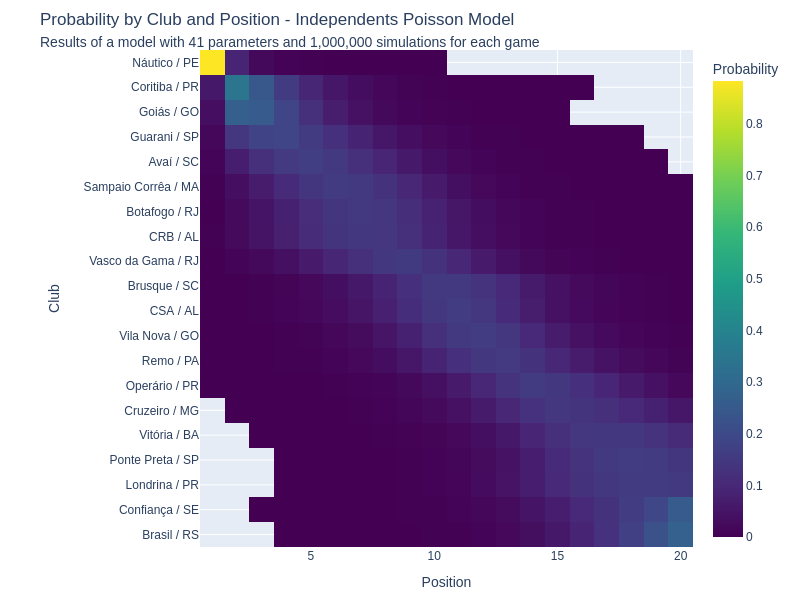 Probability by Club and Position - Independents Poisson Model
Results of a model with 41 parameters and 1,000,000 simulations for each game
Probability
Náutico / PE
Coritiba / PR
Goiás / GO
Guarani / SP
Avaí / SC
Sampaio Corrêa / MA
Botafogo / RJ
CRB / AL
Vasco da Gama / RJ
Brusque / SC
CSA / AL
Vila Nova / GO
Remo / PA
Operário / PR
Cruzeiro / MG
Vitória / BA
Ponte Preta / SP
Londrina / PR
Confiança / SE
Brasil / RS
Club
5
10
15
20
Position
0.8
0.7
0.6
0.5
0.4
0.3
0.2
0.1
0